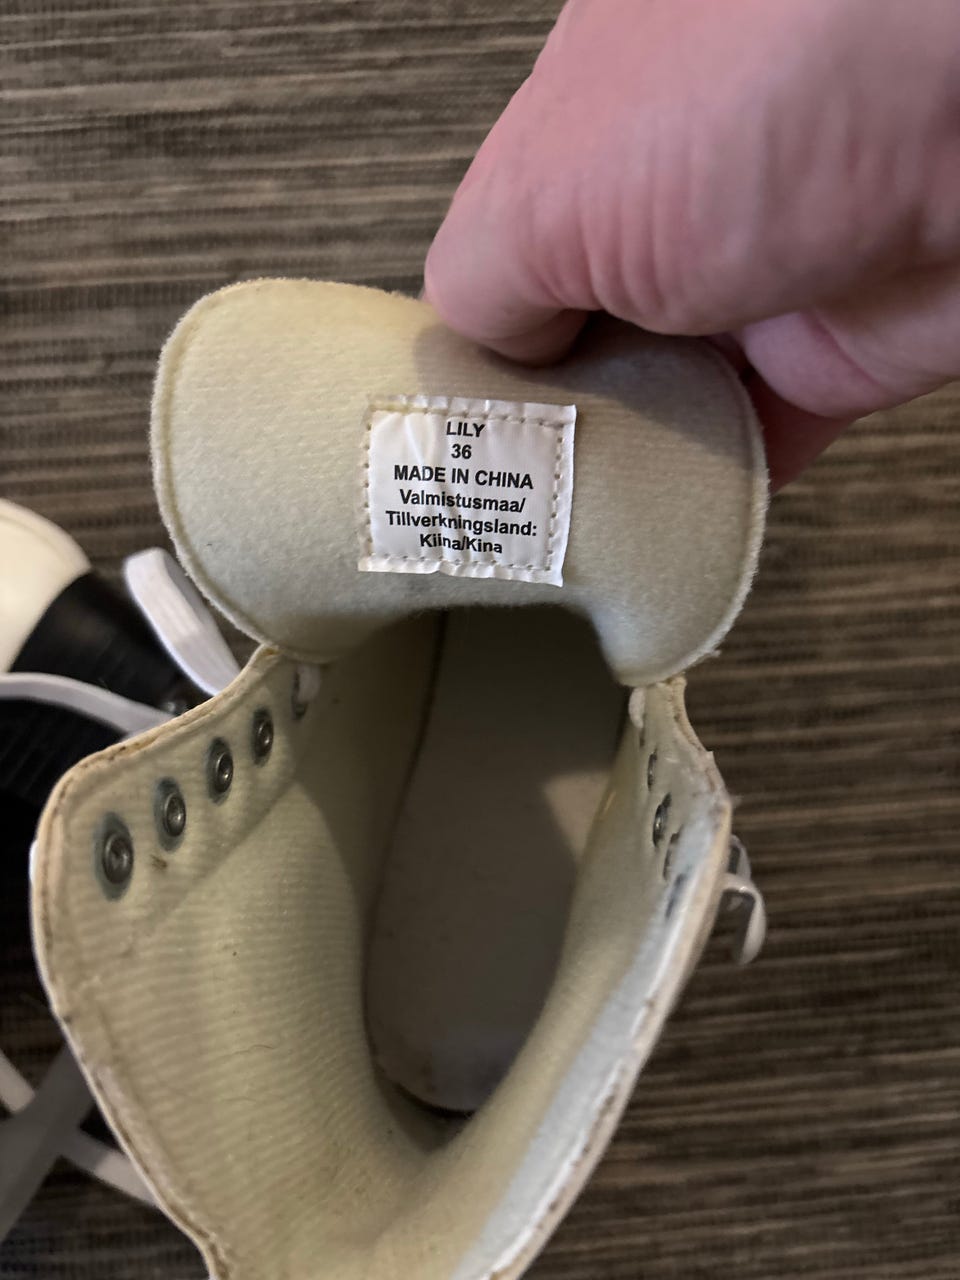 LILY
36
MADE IN CHINA
Valmistusmaa/
Tillverkningsland:
Kiina/Kina